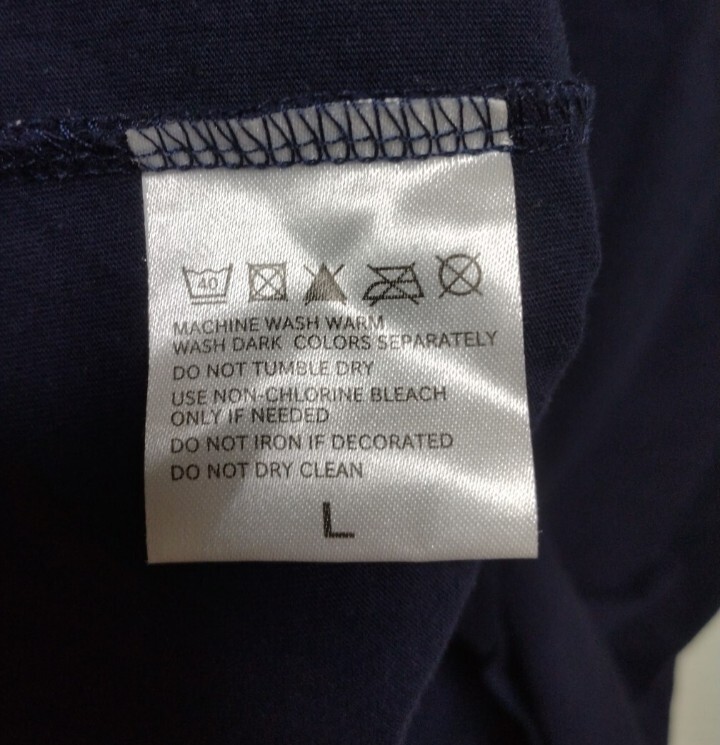 40
MACHINE WASH WARM
WASH DARK COLORS SEPARATELY
DO NOT TUMBLE DRY
USE NON-CHLORINE BLEACH
ONLY IF NEEDED
DO NOT IRON IF DECORATED
DO NOT DRY CLEAN
L